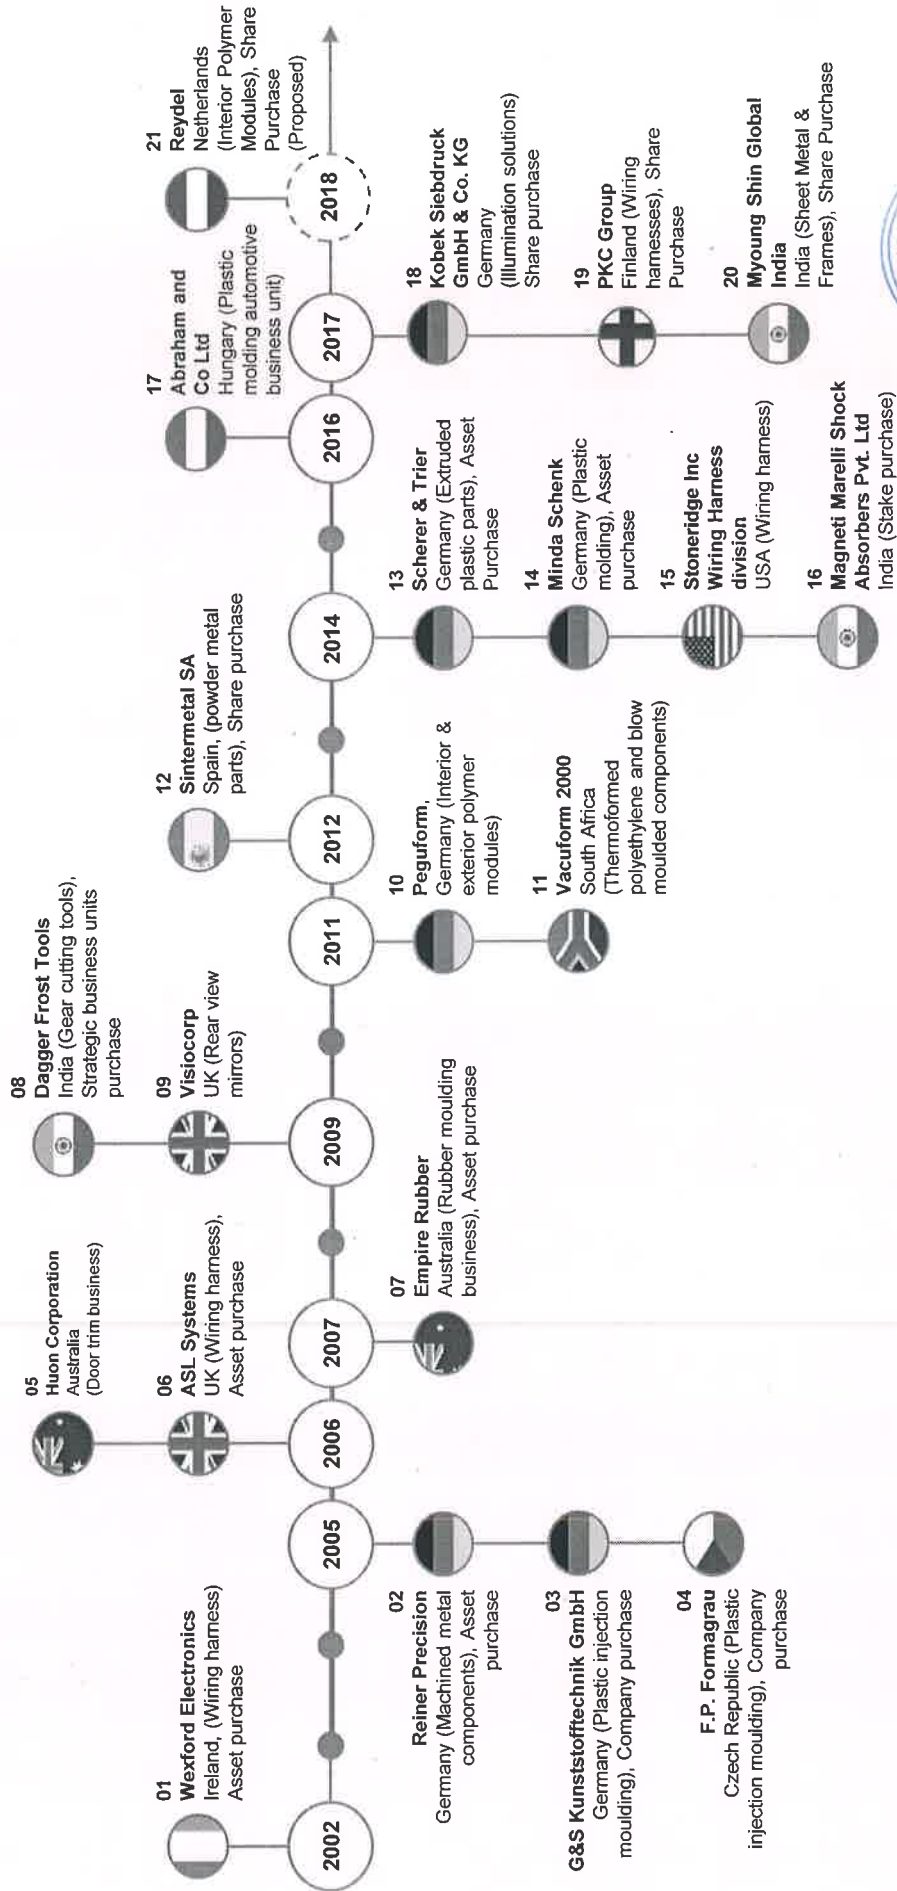 01
Wexford Electronics
Ireland, (Wiring harness)
Asset purchase
2002
02
Reiner Precision
Germany (Machined metal
components), Asset
purchase
03
G&S Kunststofftechnik GmbH
Germany (Plastic injection
moulding), Company purchase
04
F.P. Formagrau
Czech Republic (Plastic
injection moulding), Company
purchase
2005
05
Huon Corporation
Australia
(Door trim business)
06
ASL Systems
UK (Wiring harness),
Asset purchase
2006
2007
07
Empire Rubber
Australia (Rubber moulding
business), Asset purchase
08
Dagger Frost Tools
India (Gear cutting tools),
Strategic business units
purchase
09
Visiocorp
UK (Rear view
mirrors)
2009
2011
10
Peguform,
Germany (Interior &
exterior polymer
modules)
11
Vacuform 2000
South Africa
(Thermoformed
polyethylene and blow
moulded components)
12
Sintermetal SA
Spain, (powder metal
parts), Share purchase
2012
2014
13
Scherer & Trier
Germany (Extruded
plastic parts), Asset
Purchase
14
Minda Schenk
Germany (Plastic
molding), Asset
purchase
15
Stoneridge Inc
Wiring Harness
division
USA (Wiring harness)
16
Magneti Marelli Shock
Absorbers Pvt. Ltd
India (Stake purchase)
17
Abraham and
Co Ltd
Hungary (Plastic
molding automotive
business unit)
2016
2017
18
Kobek Siebdruck
GmbH & Co. KG
Germany
(Illumination solutions)
Share purchase
19
PKC Group
Finland (Wiring
harnesses), Share
Purchase
20
Myoung Shin Global
India
India (Sheet Metal &
Frames), Share Purchase
21
Reydel
Netherlands
(Interior Polymer
Modules), Share
Purchase
(Proposed)
2018